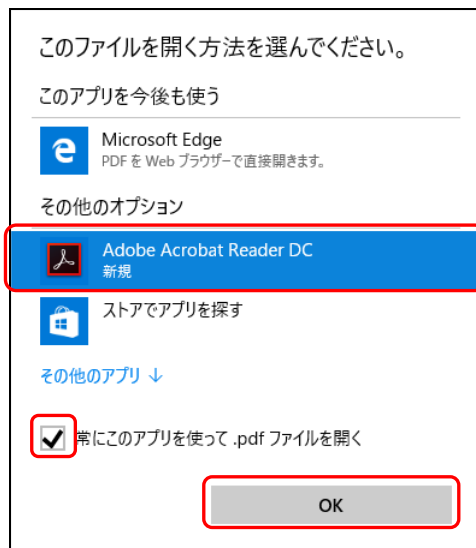 このファイルを開く方法を選んでください。
このアプリを今後も使う
Microsoft Edge
PDF を Web ブラウザーで直接開きます。
その他のオプション
Adobe Acrobat Reader DC
新規
ストアでアプリを探す
その他のアプリ ↓
常にこのアプリを使って .pdf ファイルを開く
OK